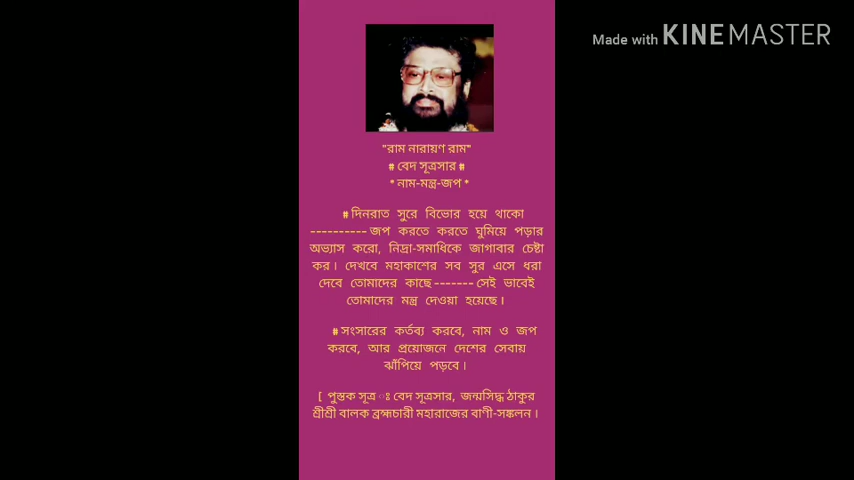 Made with KINEMASTER
"রাম নারায়ণ রাম"
# বেদ সূত্রসার #
* নাম-মন্ত্র-জপ *
# দিনরাত সুরে বিভোর হয়ে থাকো
---------- জপ করতে করতে ঘুমিয়ে পড়ার
অভ্যাস করো, নিদ্রা-সমাধিকে জাগাবার চেষ্টা
কর। দেখবে মহাকাশের সব সুর এসে ধরা
দেবে তোমাদের কাছে ------- সেই ভাবেই
তোমাদের মন্ত্র দেওয়া হয়েছে।
# সংসারের কর্তব্য করবে, নাম ও জপ
করবে, আর প্রয়োজনে দেশের সেবায়
ঝাঁপিয়ে পড়বে।
[ পুস্তক সূত্র ঃ বেদ সূত্রসার, জন্মসিদ্ধ ঠাকুর
শ্রীশ্রী বালক ব্রহ্মচারী মহারাজের বাণী-সঙ্কলন।